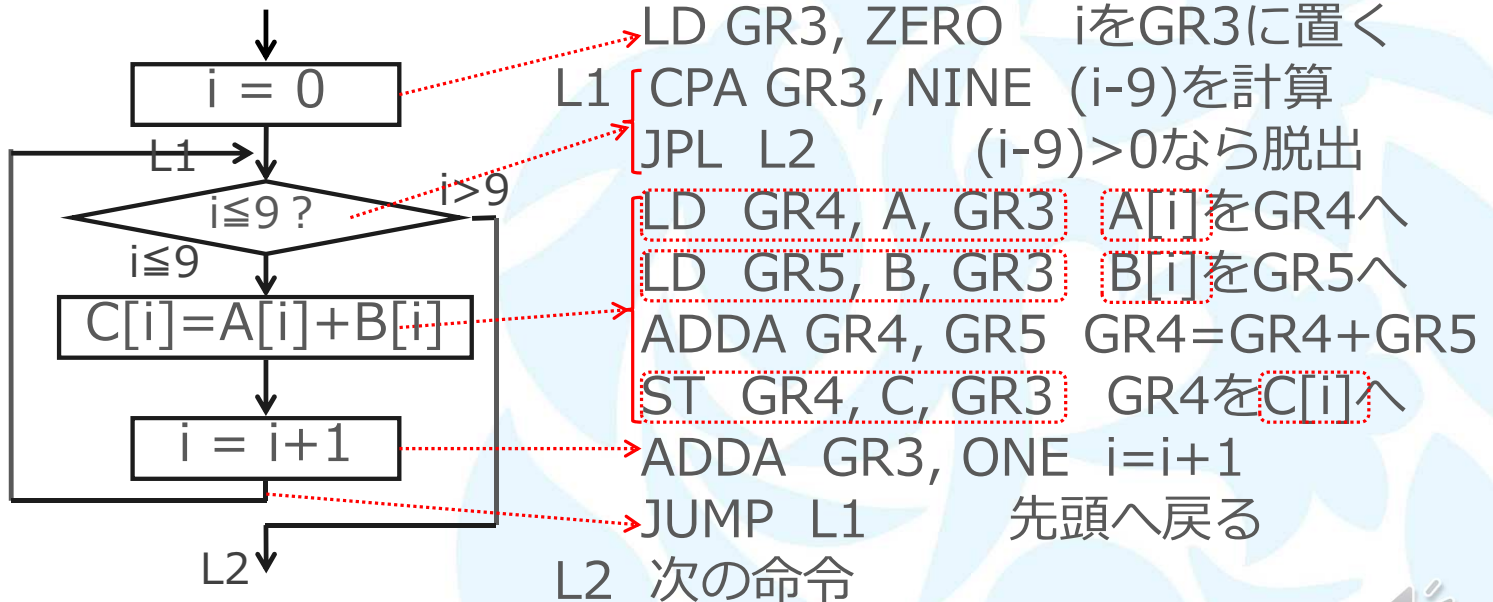 i = 0
L1
i≦9？
i>9
i≦9
C[i]=A[i]+B[i]
i = i+1
L2
LD GR3, ZERO iをGR3に置く
L1 CPA GR3, NINE (i-9)を計算
JPL L2 (i-9)>0なら脱出
LD GR4, A, GR3 A[i]をGR4へ
LD GR5, B, GR3 B[i]をGR5へ
ADDA GR4, GR5 GR4=GR4+GR5
ST GR4, C, GR3 GR4をC[i]へ
ADDA GR3, ONE i=i+1
JUMP L1 先頭へ戻る
L2 次の命令